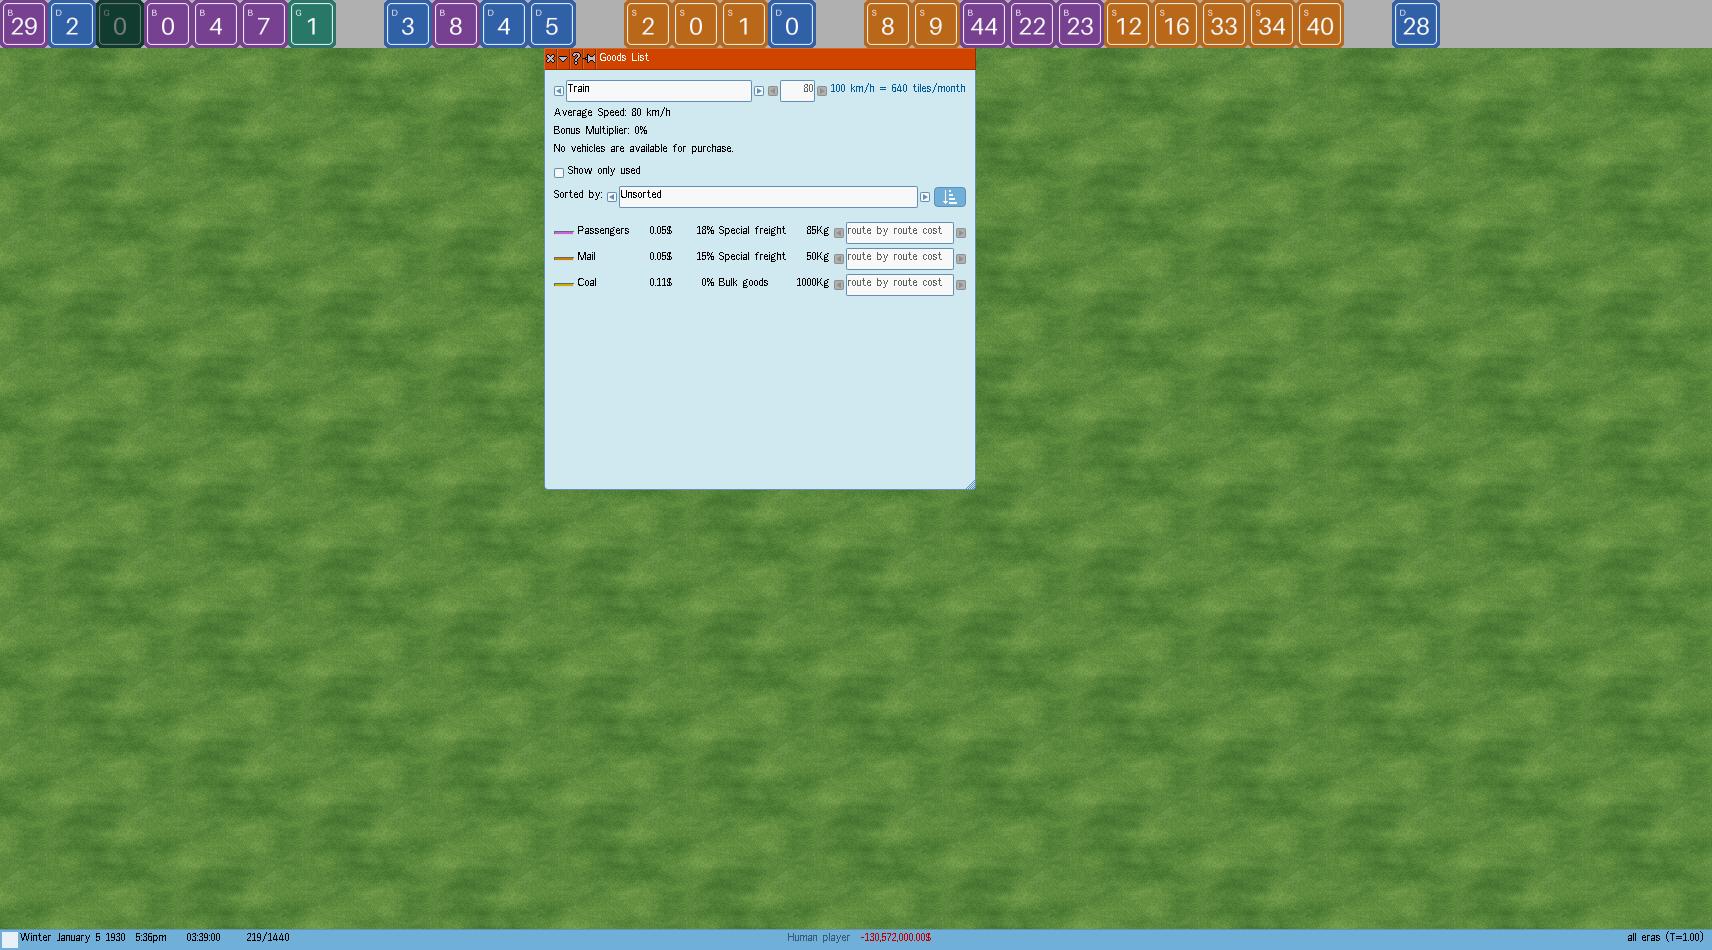 B 29 D 2 G 0 B 0 B 4 B 7 G 1 D 3 B 8 D 4 D 5 S 2 S 0 S 1 D 0 S 8 S 9 B 44 B 22 B 23 S 12 S 16 S 33 S 34 S 40 D 28
Goods List
Train 80 100 km/h = 640 tiles/month
Average Speed: 80 km/h
Bonus Multiplier: 0%
No vehicles are available for purchase.
Show only used
Sorted by: Unsorted
Passengers 0.05$ 18% Special freight 85Kg route by route cost
Mail 0.05$ 15% Special freight 50Kg route by route cost
Coal 0.11$ 0% Bulk goods 1000Kg route by route cost
Winter January 5 1930 5:36pm 03:39:00 219/1440 Human player -130,572,000.00$ all eras (T=1.00)